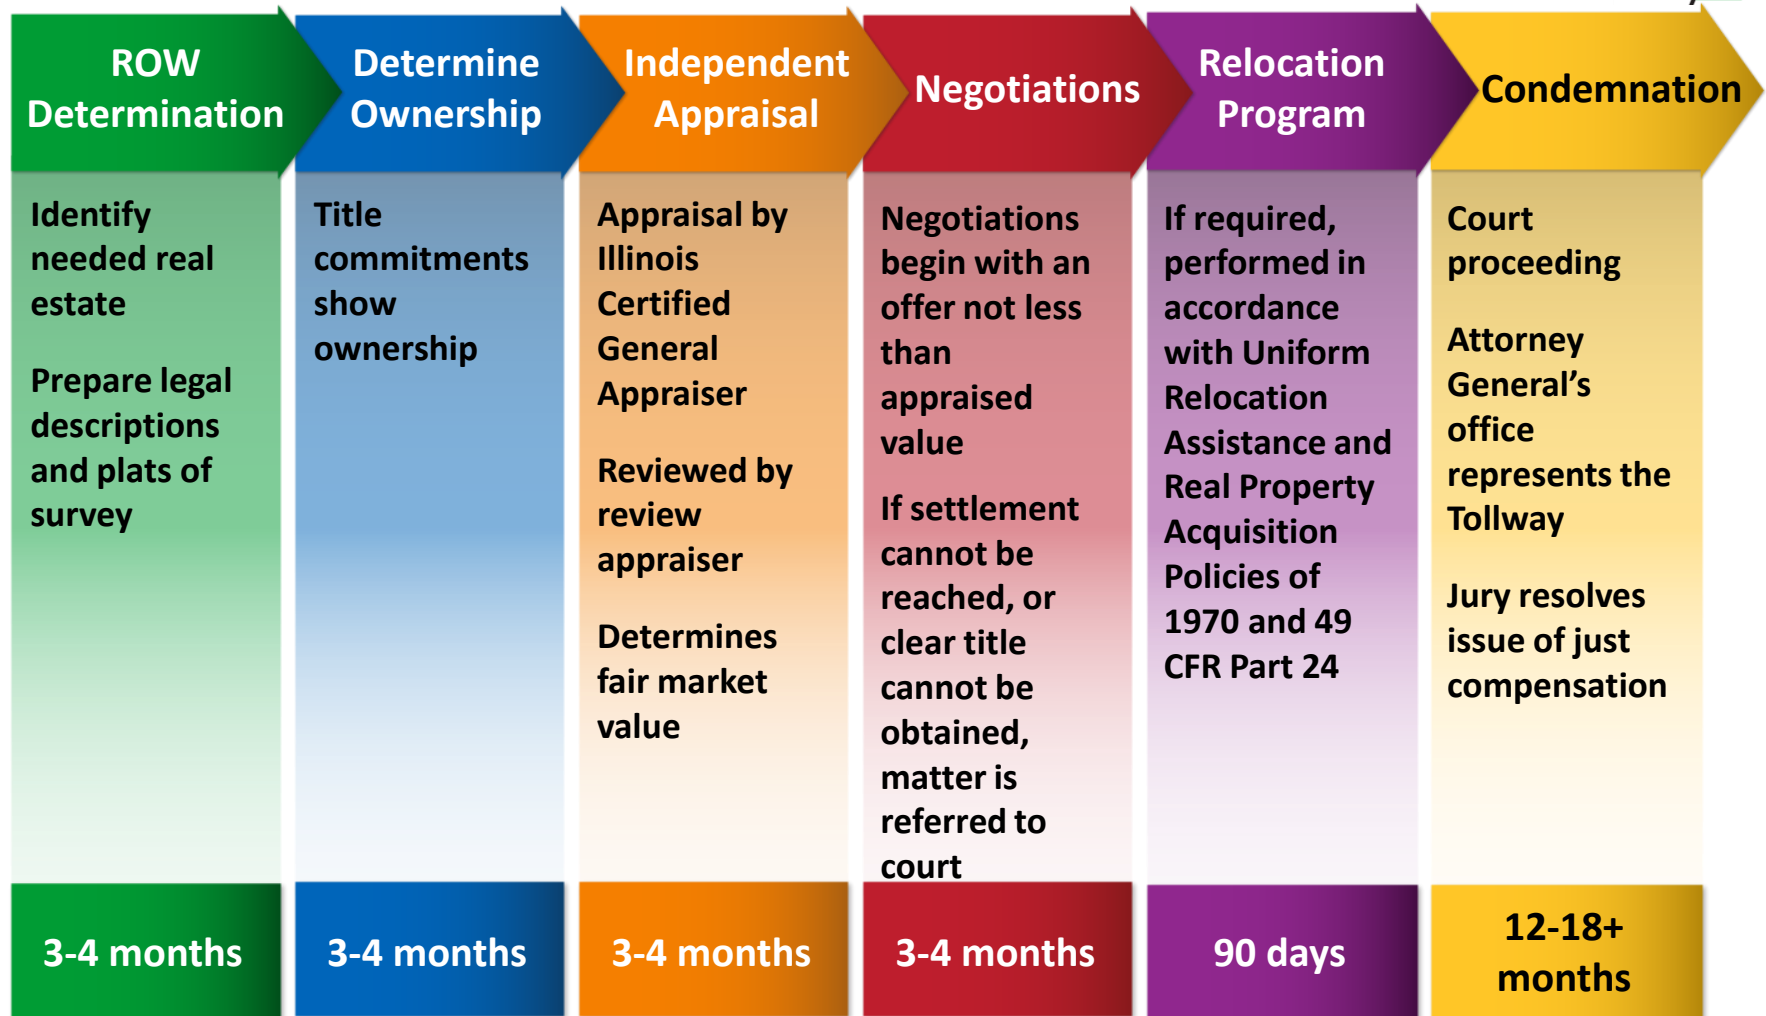 ROW
Determination
Determine
Ownership
Independent
Appraisal
Negotiations
Relocation
Program
Condemnation
Identify
needed real
estate
Prepare legal
descriptions
and plats of
survey
Title
commitments
show
ownership
Appraisal by
Illinois
Certified
General
Appraiser
Reviewed by
review
appraiser
Determines
fair market
value
Negotiations
begin with an
offer not less
than
appraised
value
If settlement
cannot be
reached, or
clear title
cannot be
obtained,
matter is
referred to
court
If required,
performed in
accordance
with Uniform
Relocation
Assistance and
Real Property
Acquisition
Policies of
1970 and 49
CFR Part 24
Court
proceeding
Attorney
General’s
office
represents the
Tollway
Jury resolves
issue of just
compensation
3-4 months
3-4 months
3-4 months
3-4 months
90 days
12-18+
months